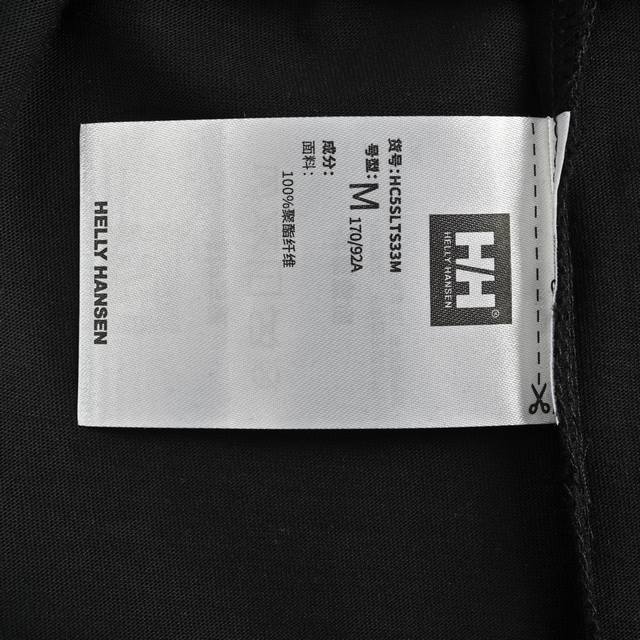 HH®
HELLY HANSEN
货号：HC5SLTS33M
号型：M 170/92A
成分：
面料：
100%聚酯纤维
HELLY HANSEN